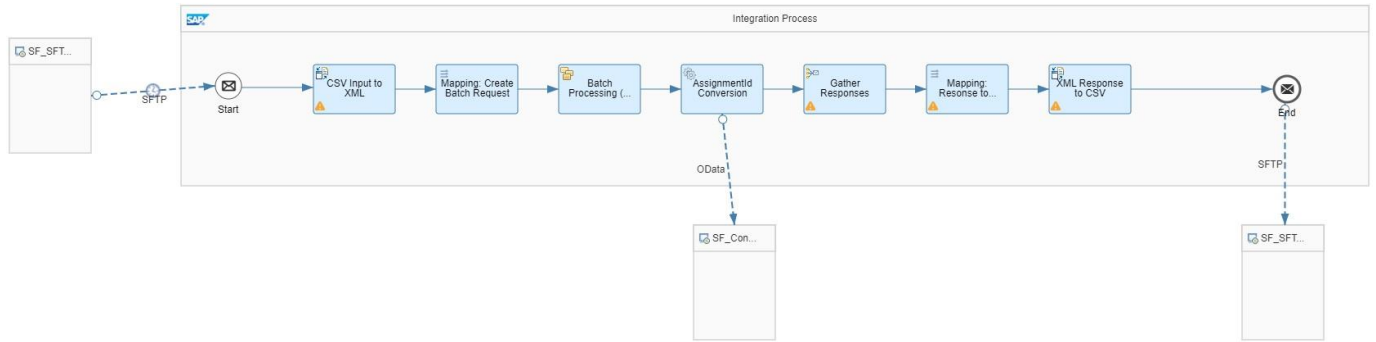 SAP
Integration Process
SF_SFT...
SFTP
Start
CSV Input to
XML
Mapping: Create
Batch Request
Batch
Processing (...
AssignmentId
Conversion
Gather
Responses
Mapping:
Resonse to...
XML Response
to CSV
End
OData
SFTP
SF_Con...
SF_SFT...